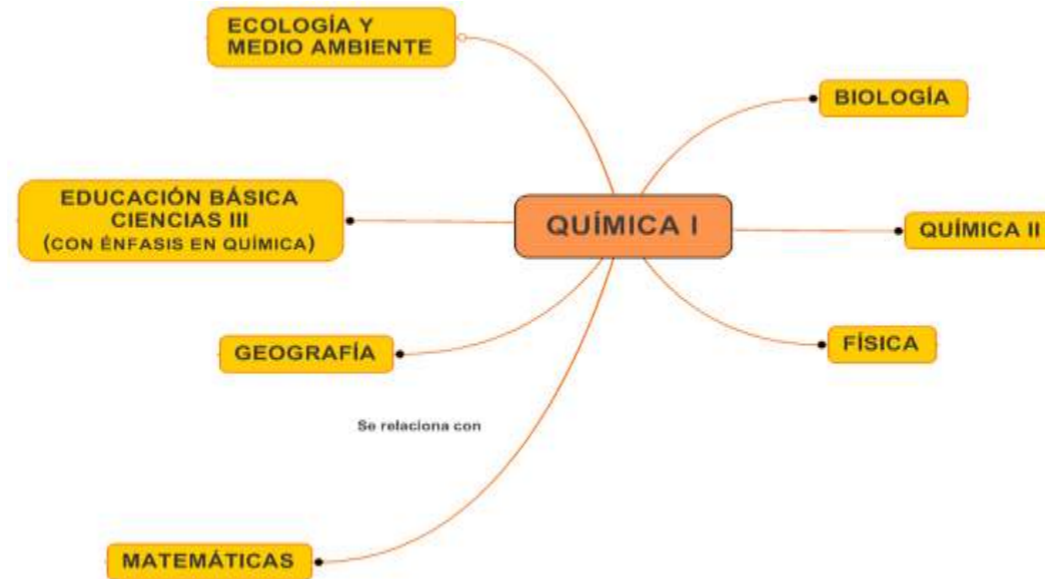 ECOLOGÍA Y
MEDIO AMBIENTE
BIOLOGÍA
EDUCACIÓN BÁSICA
CIENCIAS III
(CON ÉNFASIS EN QUÍMICA)
QUÍMICA I
QUÍMICA II
GEOGRAFÍA
FÍSICA
Se relaciona con
MATEMÁTICAS